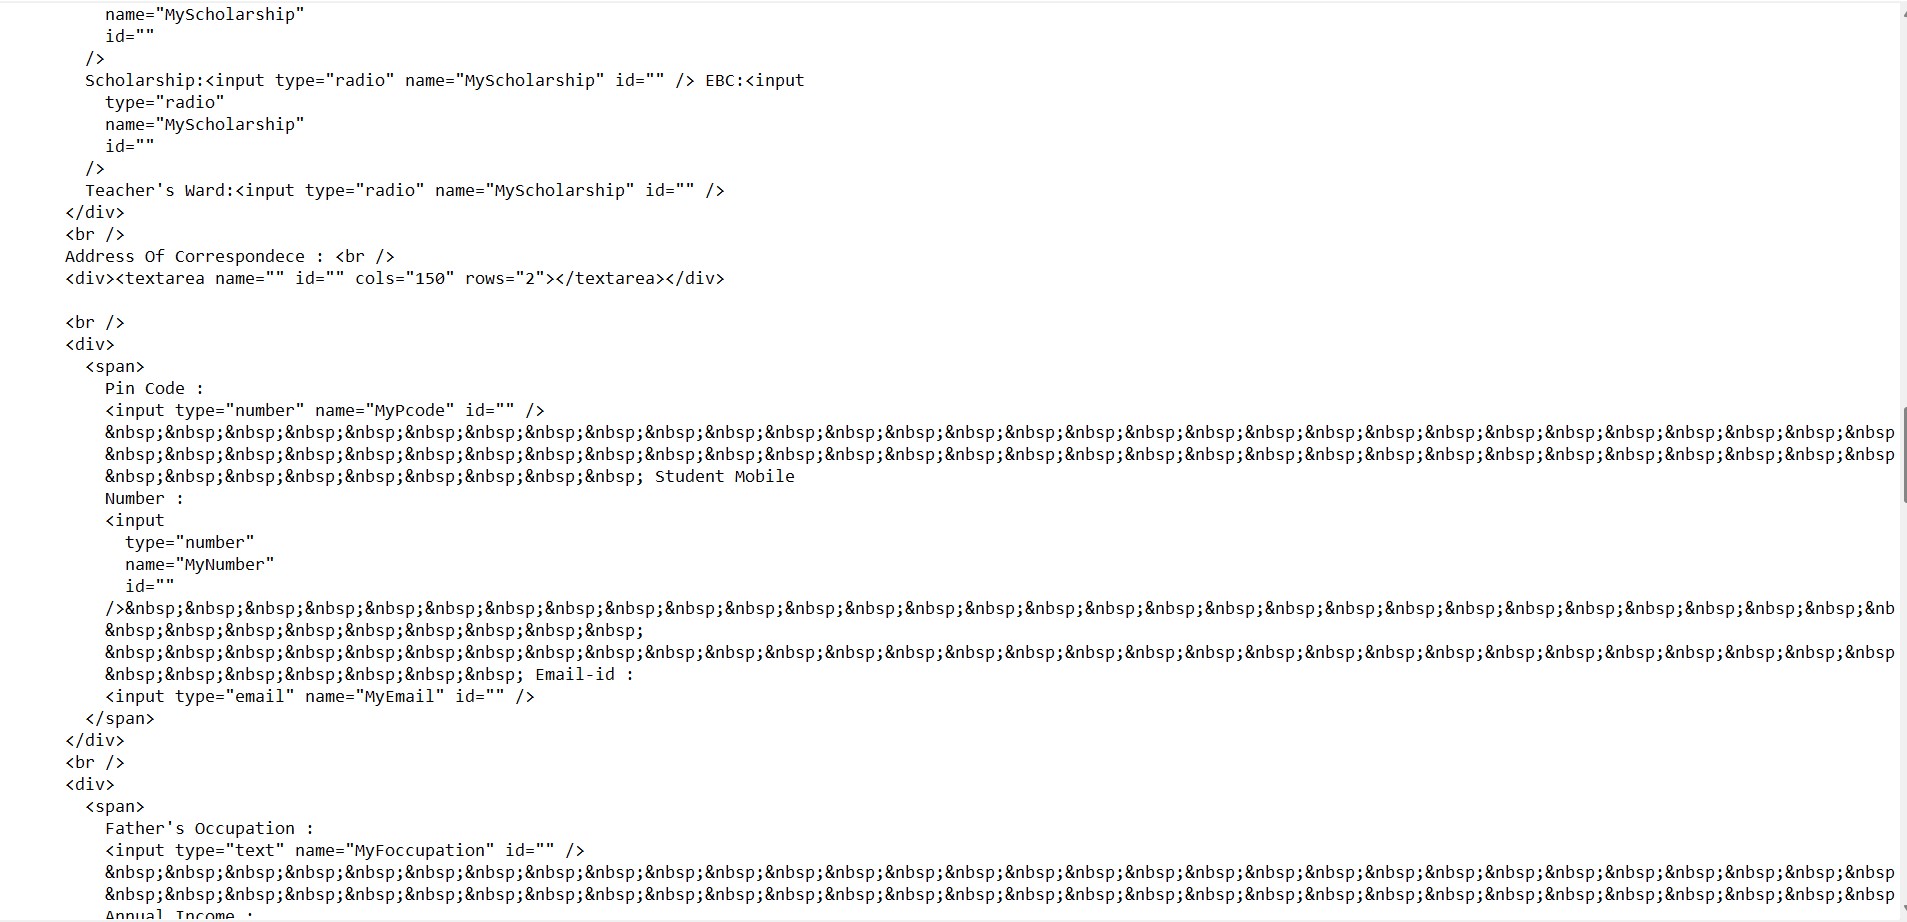 name="MyScholarship"
id=""
/>
Scholarship:<input type="radio" name="MyScholarship" id="" /> EBC:<input
type="radio"
name="MyScholarship"
id=""
/>
Teacher's Ward:<input type="radio" name="MyScholarship" id="" />
</div>
<br />
Address Of Correspondece : <br />
<div><textarea name="" id="" cols="150" rows="2"></textarea></div>
<br />
<div>
<span>
Pin Code :
<input type="number" name="MyPcode" id="" />
&nbsp;&nbsp;&nbsp;&nbsp;&nbsp;&nbsp;&nbsp;&nbsp;&nbsp;&nbsp;&nbsp;&nbsp;&nbsp;&nbsp;&nbsp;&nbsp;&nbsp;&nbsp;&nbsp;&nbsp;&nbsp;&nbsp;&nbsp;&nbsp;&nbsp;&nbsp;&nbsp;&nbsp;&nbsp;&nbsp
&nbsp;&nbsp;&nbsp;&nbsp;&nbsp;&nbsp;&nbsp;&nbsp;&nbsp;&nbsp;&nbsp;&nbsp;&nbsp;&nbsp;&nbsp;&nbsp;&nbsp;&nbsp;&nbsp;&nbsp;&nbsp;&nbsp;&nbsp;&nbsp;&nbsp;&nbsp;&nbsp;&nbsp;&nbsp;&nbsp
&nbsp;&nbsp;&nbsp;&nbsp;&nbsp;&nbsp;&nbsp;&nbsp;&nbsp; Student Mobile
Number :
<input
type="number"
name="MyNumber"
id=""
/>&nbsp;&nbsp;&nbsp;&nbsp;&nbsp;&nbsp;&nbsp;&nbsp;&nbsp;&nbsp;&nbsp;&nbsp;&nbsp;&nbsp;&nbsp;&nbsp;&nbsp;&nbsp;&nbsp;&nbsp;&nbsp;&nbsp;&nbsp;&nbsp;&nbsp;&nbsp;&nbsp;&nbsp;&nbsp;&nb
&nbsp;&nbsp;&nbsp;&nbsp;&nbsp;&nbsp;&nbsp;&nbsp;&nbsp;
&nbsp;&nbsp;&nbsp;&nbsp;&nbsp;&nbsp;&nbsp;&nbsp;&nbsp;&nbsp;&nbsp;&nbsp;&nbsp;&nbsp;&nbsp;&nbsp;&nbsp;&nbsp;&nbsp;&nbsp;&nbsp;&nbsp;&nbsp;&nbsp;&nbsp;&nbsp;&nbsp;&nbsp;&nbsp;&nbsp
&nbsp;&nbsp;&nbsp;&nbsp;&nbsp;&nbsp;&nbsp; Email-id :
<input type="email" name="MyEmail" id="" />
</span>
</div>
<br />
<div>
<span>
Father's Occupation :
<input type="text" name="MyFoccupation" id="" />
&nbsp;&nbsp;&nbsp;&nbsp;&nbsp;&nbsp;&nbsp;&nbsp;&nbsp;&nbsp;&nbsp;&nbsp;&nbsp;&nbsp;&nbsp;&nbsp;&nbsp;&nbsp;&nbsp;&nbsp;&nbsp;&nbsp;&nbsp;&nbsp;&nbsp;&nbsp;&nbsp;&nbsp;&nbsp;&nbsp
&nbsp;&nbsp;&nbsp;&nbsp;&nbsp;&nbsp;&nbsp;&nbsp;&nbsp;&nbsp;&nbsp;&nbsp;&nbsp;&nbsp;&nbsp;&nbsp;&nbsp;&nbsp;&nbsp;&nbsp;&nbsp;&nbsp;&nbsp;&nbsp;&nbsp;&nbsp;&nbsp;&nbsp;&nbsp;&nbsp
Annual Income :